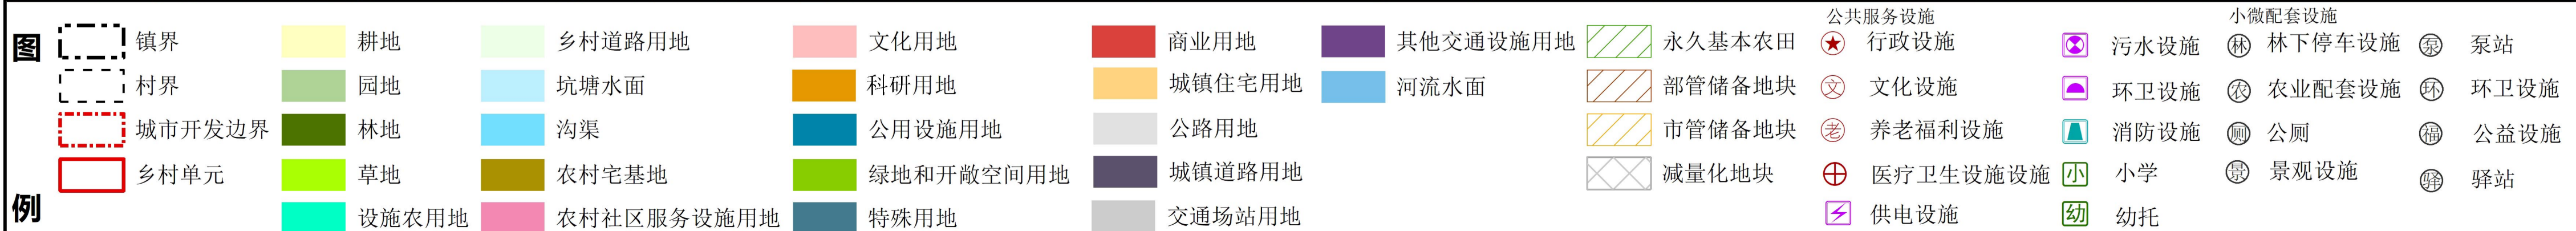 图例
镇界
村界
城市开发边界
乡村单元
耕地
园地
林地
草地
设施农用地
乡村道路用地
坑塘水面
沟渠
农村宅基地
农村社区服务设施用地
文化用地
科研用地
公用设施用地
绿地和开敞空间用地
特殊用地
商业用地
城镇住宅用地
公路用地
城镇道路用地
交通场站用地
其他交通设施用地
河流水面
永久基本农田
部管储备地块
市管储备地块
减量化地块
公共服务设施
行政设施
文 文化设施
老 养老福利设施
医疗卫生设施设施
供电设施
污水设施
环卫设施
消防设施
小 小学
幼 幼托
小微配套设施
林 林下停车设施
农 农业配套设施
厕 公厕
景 景观设施
泵 泵站
环 环卫设施
福 公益设施
驿 驿站